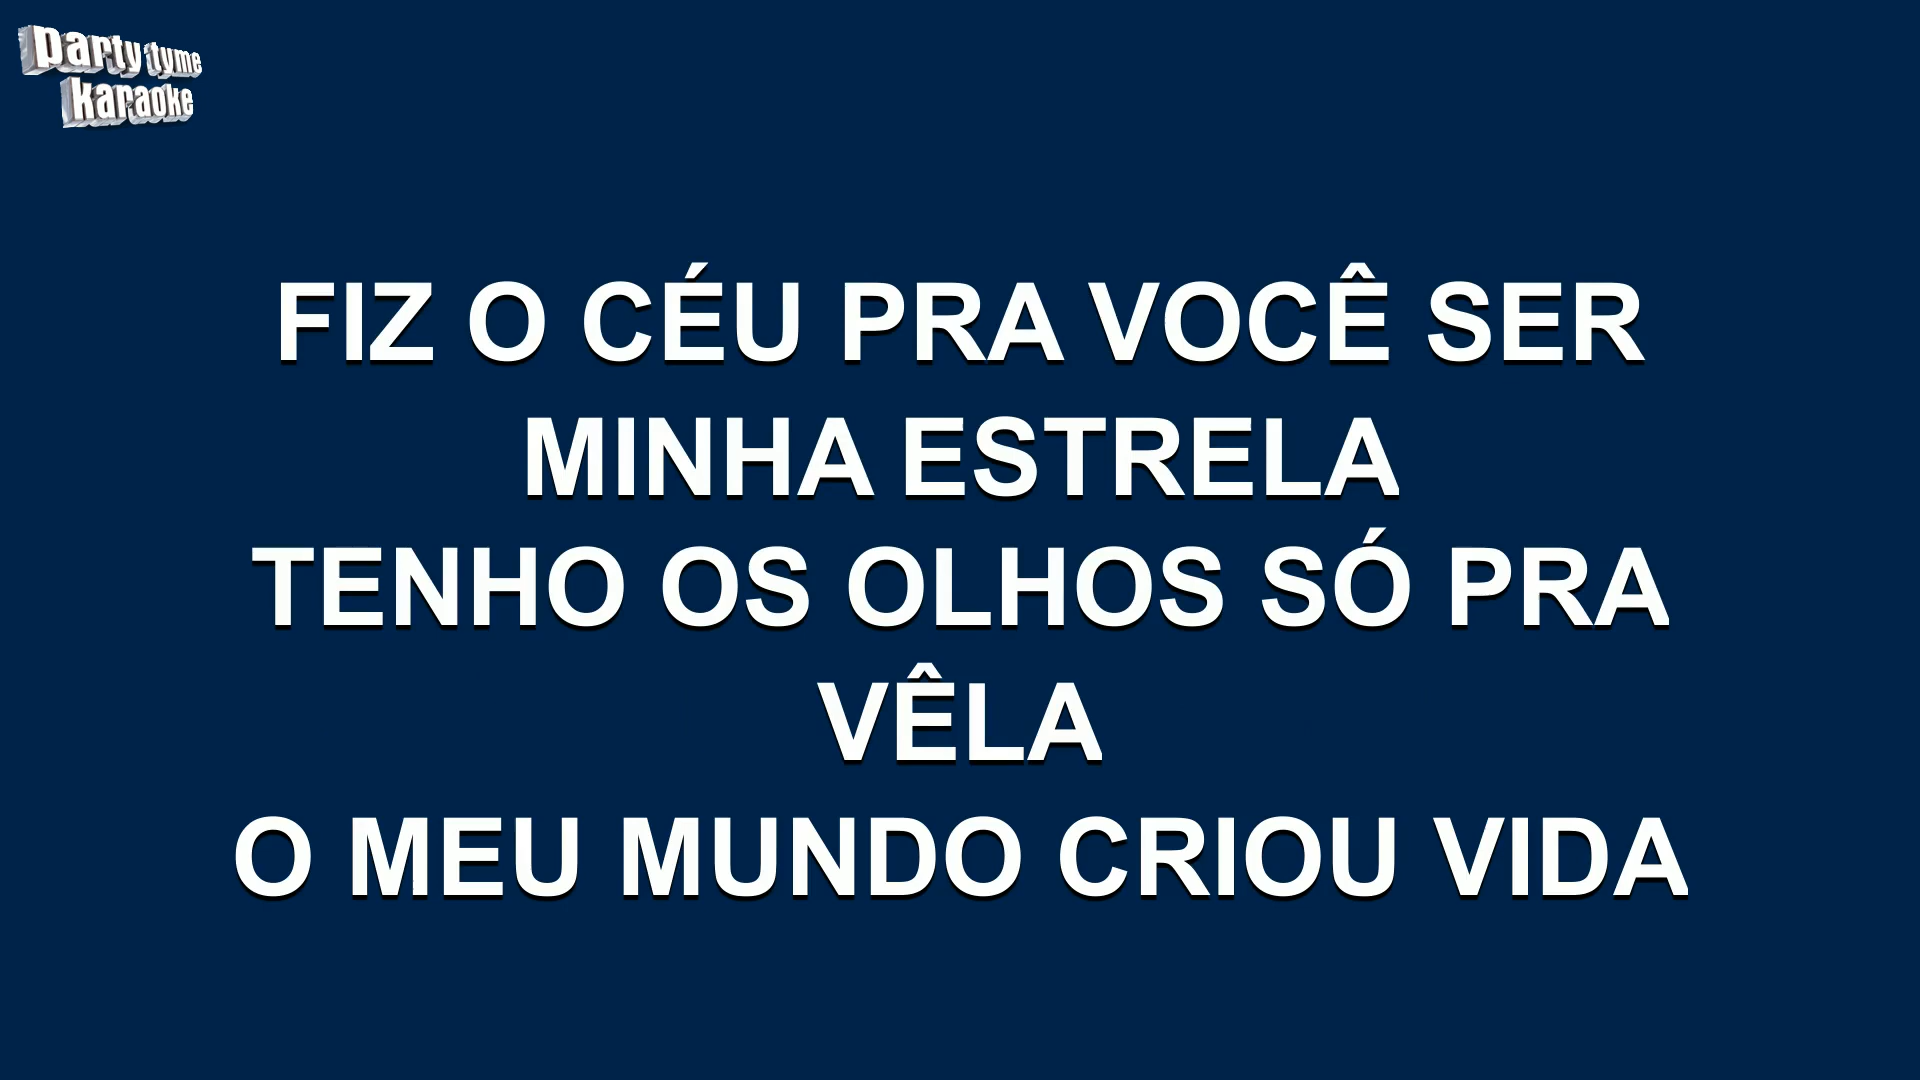 party tyme
karaoke
FIZ O CÉU PRA VOCÊ SER
MINHA ESTRELA
TENHO OS OLHOS SÓ PRA
VÊLA
O MEU MUNDO CRIOU VIDA